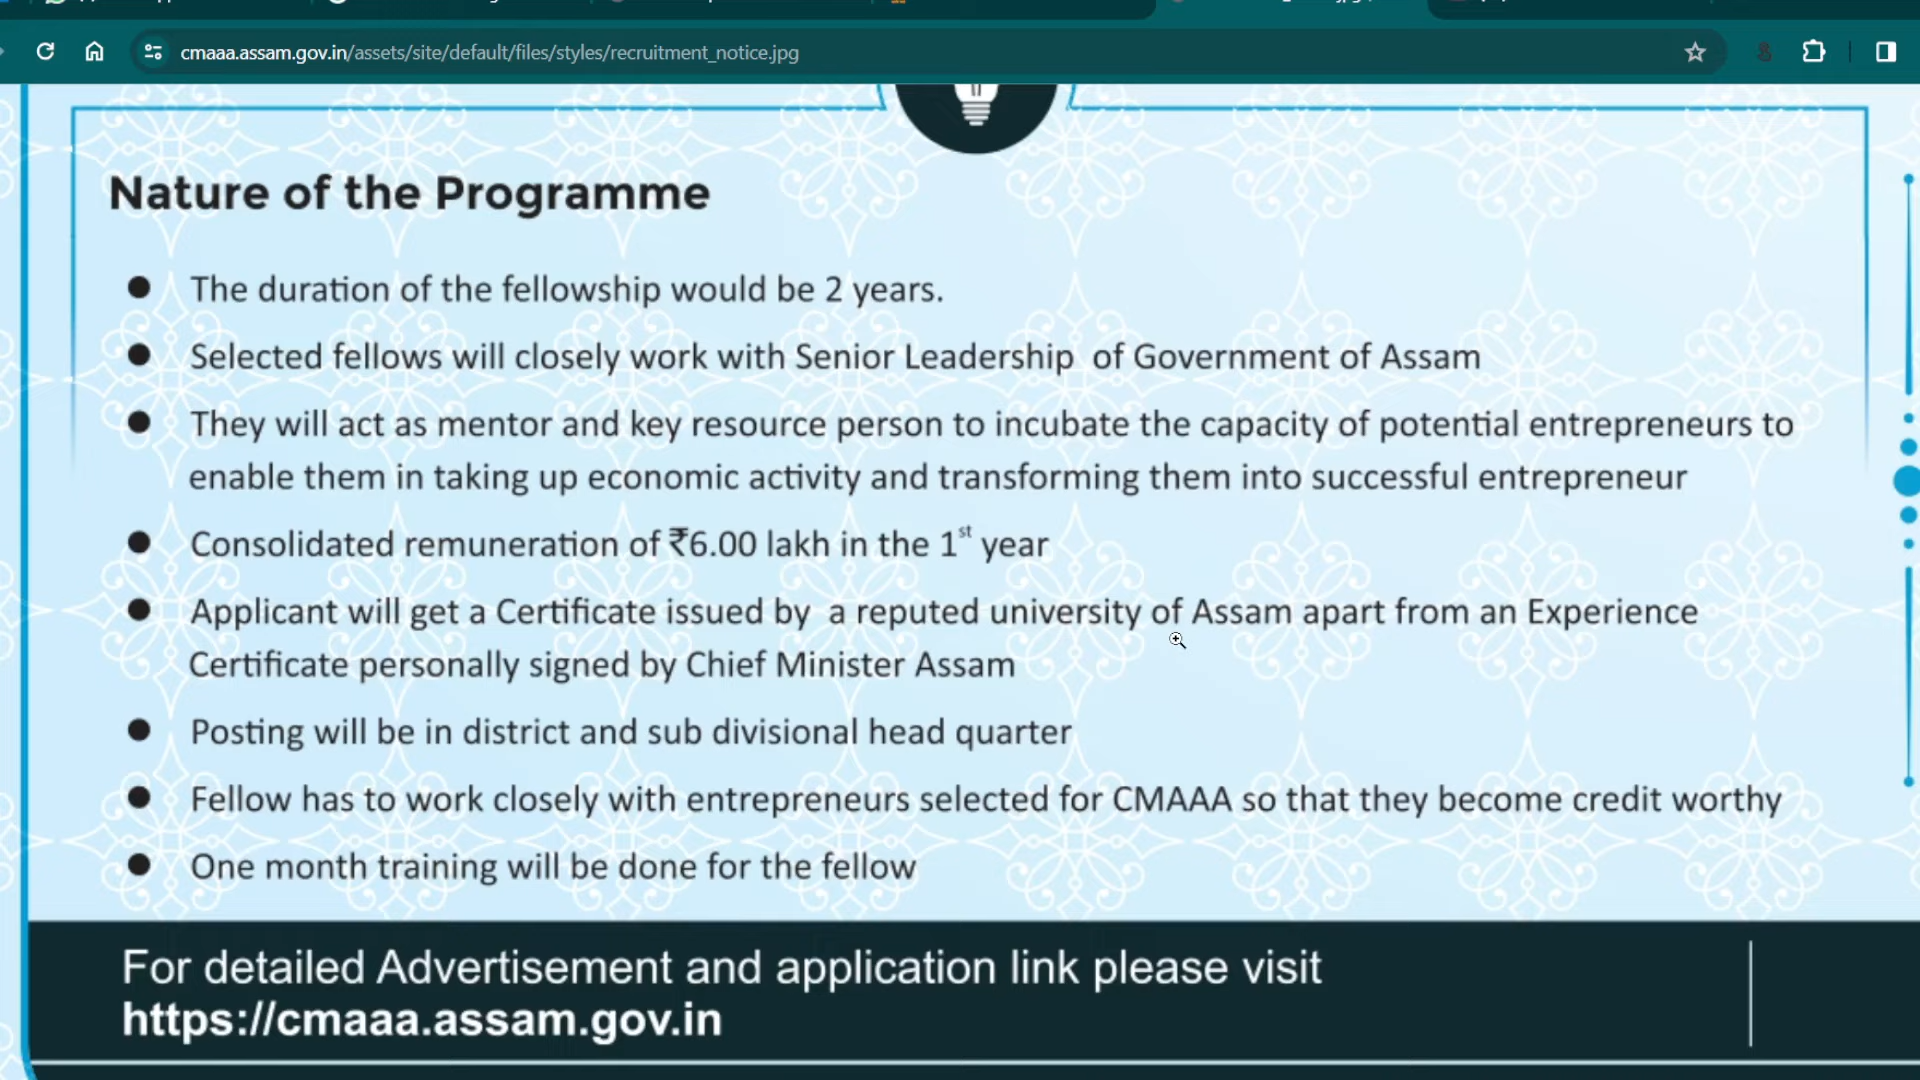 cmaaa.assam.gov.in/assets/site/default/files/styles/recruitment_notice.jpg
Nature of the Programme
● The duration of the fellowship would be 2 years.
● Selected fellows will closely work with Senior Leadership of Government of Assam
● They will act as mentor and key resource person to incubate the capacity of potential entrepreneurs to
enable them in taking up economic activity and transforming them into successful entrepreneur
● Consolidated remuneration of ₹6.00 lakh in the 1st year
● Applicant will get a Certificate issued by a reputed university of Assam apart from an Experience
Certificate personally signed by Chief Minister Assam
● Posting will be in district and sub divisional head quarter
● Fellow has to work closely with entrepreneurs selected for CMAAA so that they become credit worthy
● One month training will be done for the fellow
For detailed Advertisement and application link please visit
https://cmaaa.assam.gov.in